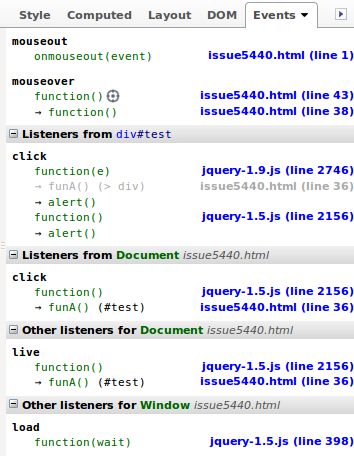 Style Computed Layout DOM Events
mouseout
onmouseout(event) issue5440.html (line 1)
mouseover
function() issue5440.html (line 43)
→ function() issue5440.html (line 38)
Listeners from div#test
click
function(e) jquery-1.9.js (line 2746)
→ funA() (> div) issue5440.html (line 36)
→ alert()
function() jquery-1.5.js (line 2156)
→ alert()
Listeners from Document issue5440.html
click
function() jquery-1.5.js (line 2156)
→ funA() (#test) issue5440.html (line 36)
Other listeners for Document issue5440.html
live
function() jquery-1.5.js (line 2156)
→ funA() (#test) issue5440.html (line 36)
Other listeners for Window issue5440.html
load
function(wait) jquery-1.5.js (line 398)